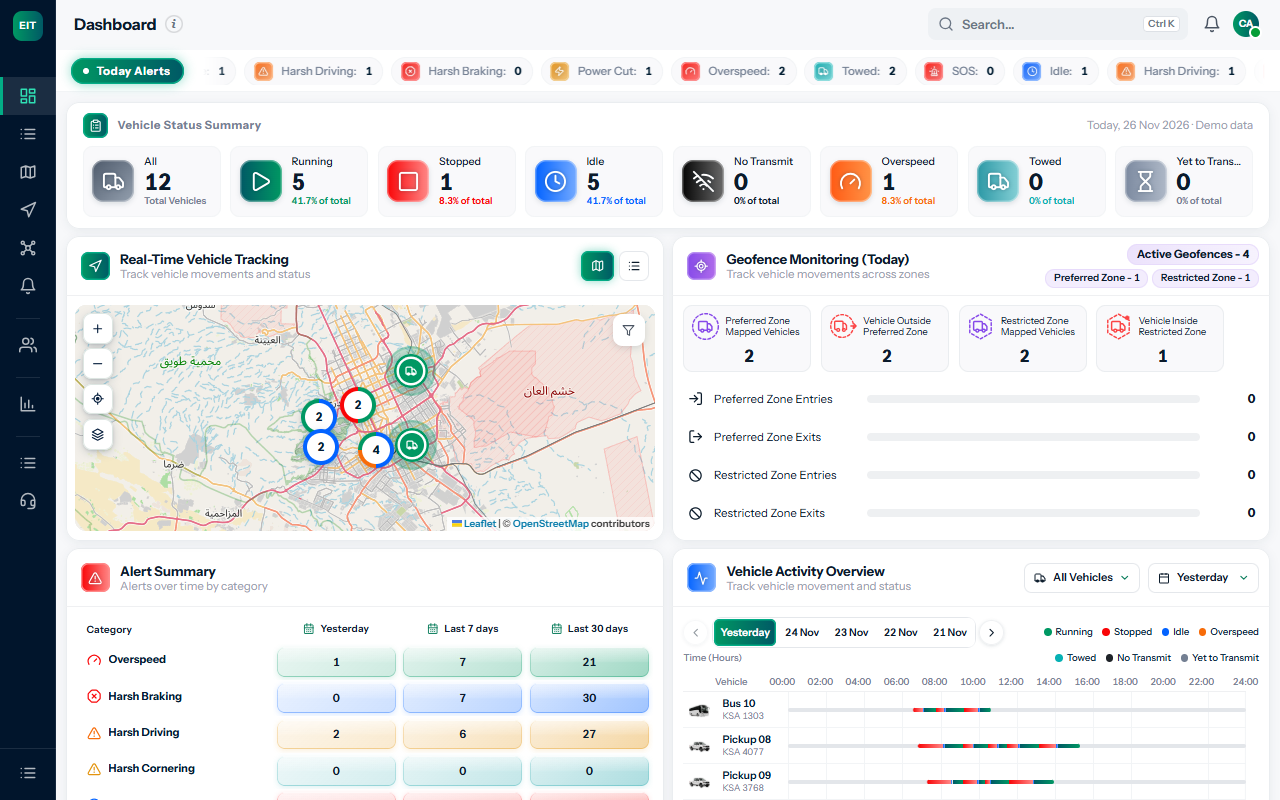 EIT
Dashboard
i
Search...
Ctrl K
CA
Today Alerts
1
Harsh Driving: 1
Harsh Braking: 0
Power Cut: 1
Overspeed: 2
Towed: 2
SOS: 0
Idle: 1
Harsh Driving: 1
Vehicle Status Summary
Today, 26 Nov 2026 · Demo data
All
12
Total Vehicles
Running
5
41.7% of total
Stopped
1
8.3% of total
Idle
5
41.7% of total
No Transmit
0
0% of total
Overspeed
1
8.3% of total
Towed
0
0% of total
Yet to Trans...
0
0% of total
Real-Time Vehicle Tracking
Track vehicle movements and status
سدوس
العيينة
محمية طويق
خشم العان
ضرما
المزاحمية
2
2
2
4
+
−
Leaflet | © OpenStreetMap contributors
Geofence Monitoring (Today)
Track vehicle movements across zones
Active Geofences - 4
Preferred Zone - 1
Restricted Zone - 1
Preferred Zone
Mapped Vehicles
2
Vehicle Outside
Preferred Zone
2
Restricted Zone
Mapped Vehicles
2
Vehicle Inside
Restricted Zone
1
Preferred Zone Entries 0
Preferred Zone Exits 0
Restricted Zone Entries 0
Restricted Zone Exits 0
Alert Summary
Alerts over time by category
Category Yesterday Last 7 days Last 30 days
Overspeed 1 7 21
Harsh Braking 0 7 30
Harsh Driving 2 6 27
Harsh Cornering 0 0 0
Vehicle Activity Overview
Track vehicle movement and status
All Vehicles
Yesterday
Yesterday 24 Nov 23 Nov 22 Nov 21 Nov
Running Stopped Idle Overspeed
Towed No Transmit Yet to Transmit
Time (Hours)
Vehicle 00:00 02:00 04:00 06:00 08:00 10:00 12:00 14:00 16:00 18:00 20:00 22:00 24:00
Bus 10
KSA 1303
Pickup 08
KSA 4077
Pickup 09
KSA 3768